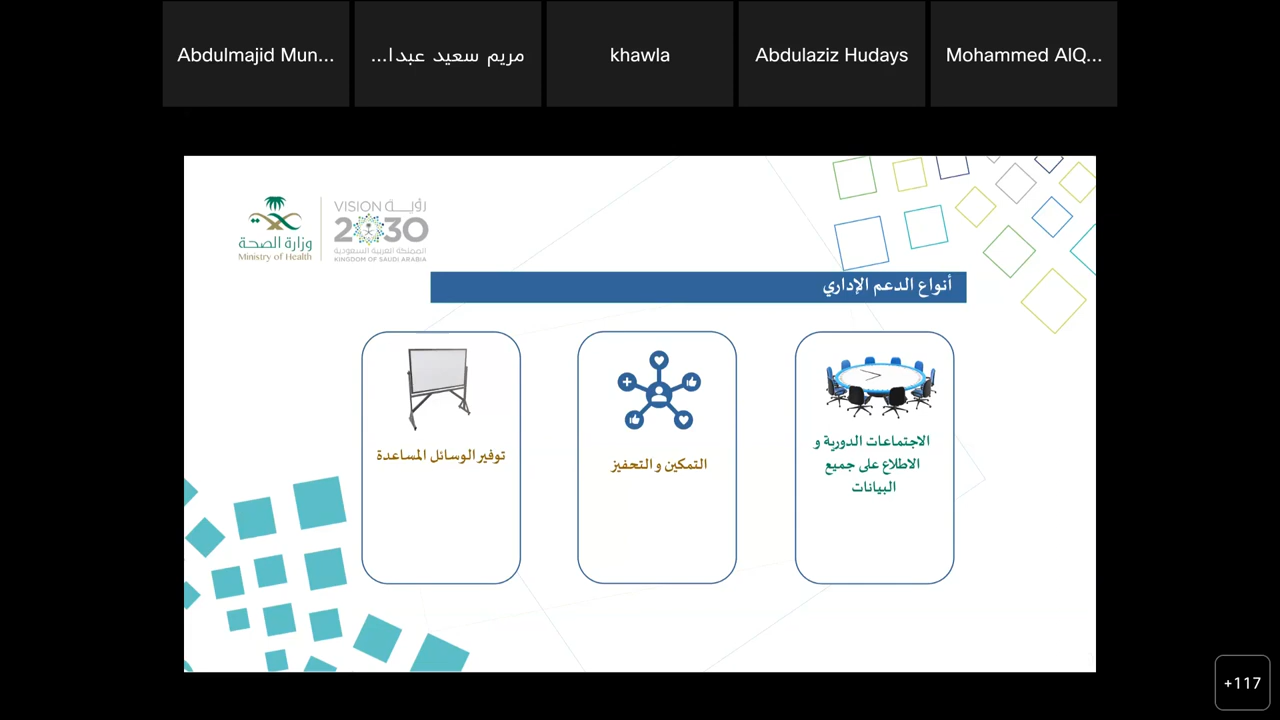 Abdulmajid Mun...
مريم سعيد عبدا...
khawla
Abdulaziz Hudays
Mohammed AlQ...
وزارة الصحة
Ministry of Health
VISION رؤيـــة
2030
المملكة العربية السعودية
KINGDOM OF SAUDI ARABIA
أنواع الدعم الإداري
الاجتماعات الدورية و
الاطلاع على جميع
البيانات
التمكين و التحفيز
توفير الوسائل المساعدة
+117